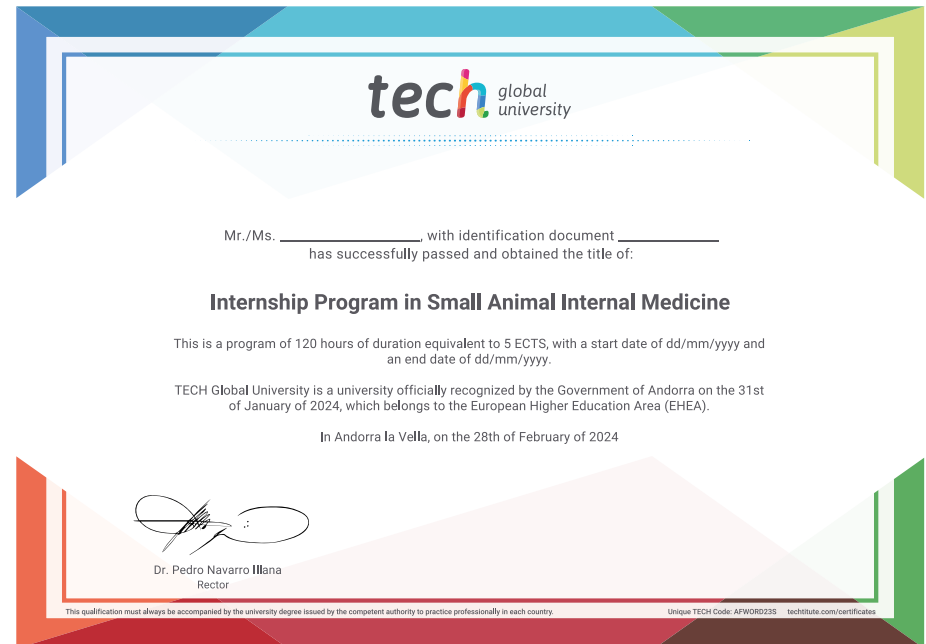 tech global university
Mr./Ms. ____________, with identification document ____________
has successfully passed and obtained the title of:
Internship Program in Small Animal Internal Medicine
This is a program of 120 hours of duration equivalent to 5 ECTS, with a start date of dd/mm/yyyy and
an end date of dd/mm/yyyy.
TECH Global University is a university officially recognized by the Government of Andorra on the 31st
of January of 2024, which belongs to the European Higher Education Area (EHEA).
In Andorra la Vella, on the 28th of February of 2024
Dr. Pedro Navarro Illana
Rector
This qualification must always be accompanied by the university degree issued by the competent authority to practice professionally in each country.
Unique TECH Code: AFWORD23S techtitute.com/certificates